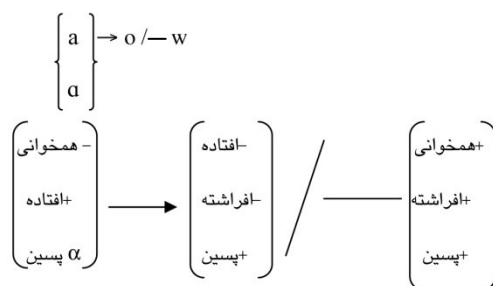 a → o /— w
ɑ
- همخوانی
+افتاده
α پسین
-افتاده
-افراشته
+پسین
+همخوانی
+افراشته
+پسین